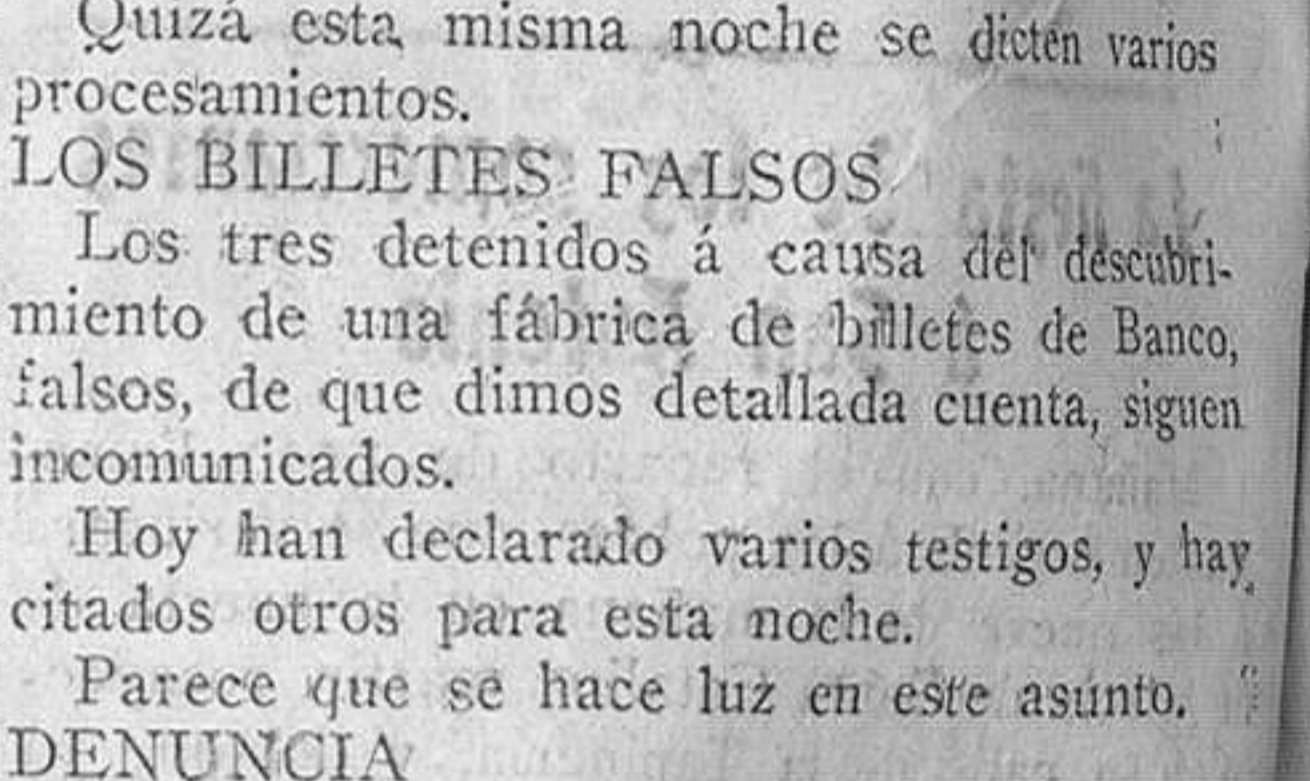 Quizá esta misma noche se dicten varios
procesamientos.
LOS BILLETES FALSOS
Los tres detenidos á causa del descubri-
miento de una fábrica de billetes de Banco,
falsos, de que dimos detallada cuenta, siguen
incomunicados.
Hoy han declarado varios testigos, y hay
citados otros para esta noche.
Parece que se hace luz en este asunto.
DENUNCIA